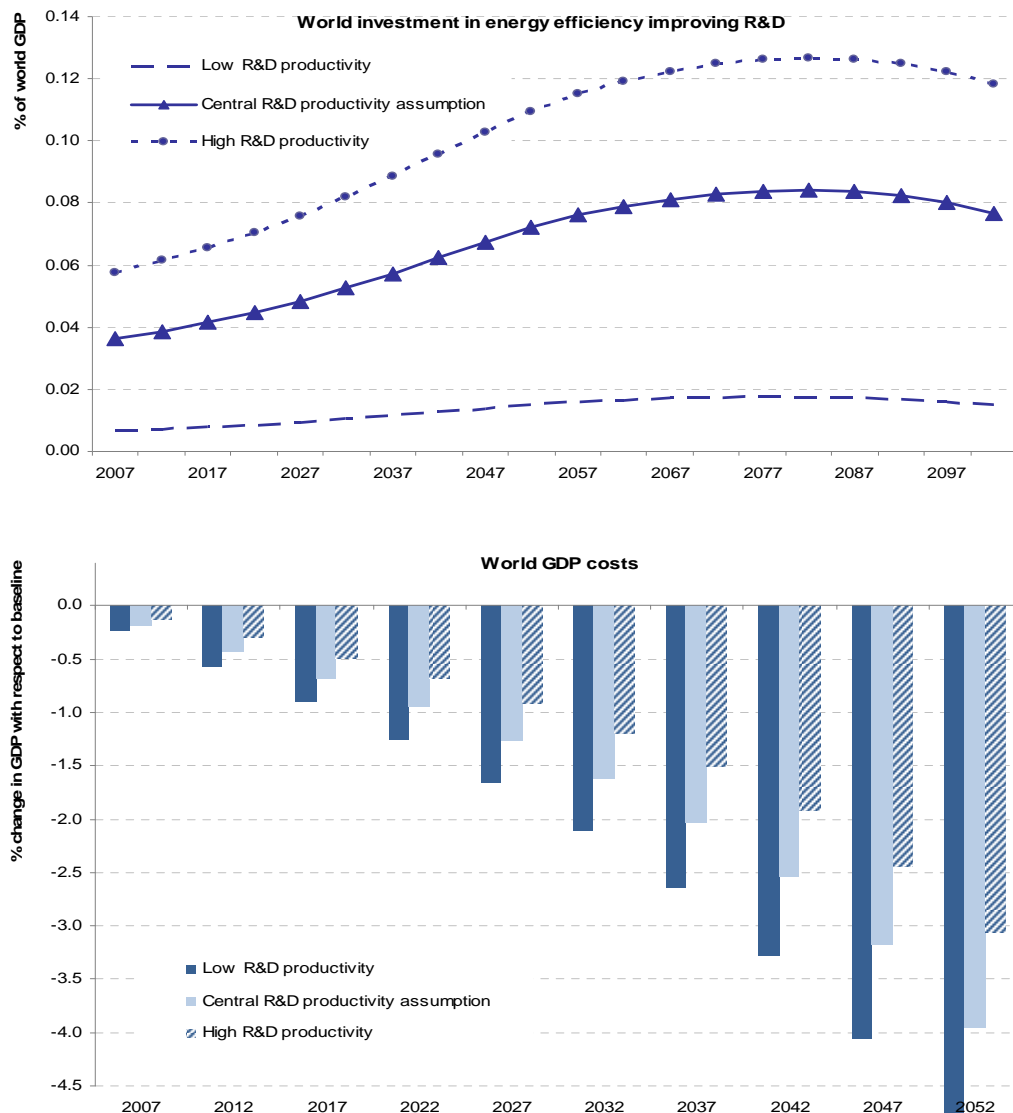 World investment in energy efficiency improving R&D
% of world GDP
0.14
0.12
0.10
0.08
0.06
0.04
0.02
0.00
Low R&D productivity
Central R&D productivity assumption
High R&D productivity
2007 2017 2027 2037 2047 2057 2067 2077 2087 2097
World GDP costs
% change in GDP with respect to baseline
0.0
-0.5
-1.0
-1.5
-2.0
-2.5
-3.0
-3.5
-4.0
-4.5
Low R&D productivity
Central R&D productivity assumption
High R&D productivity
2007 2012 2017 2022 2027 2032 2037 2042 2047 2052